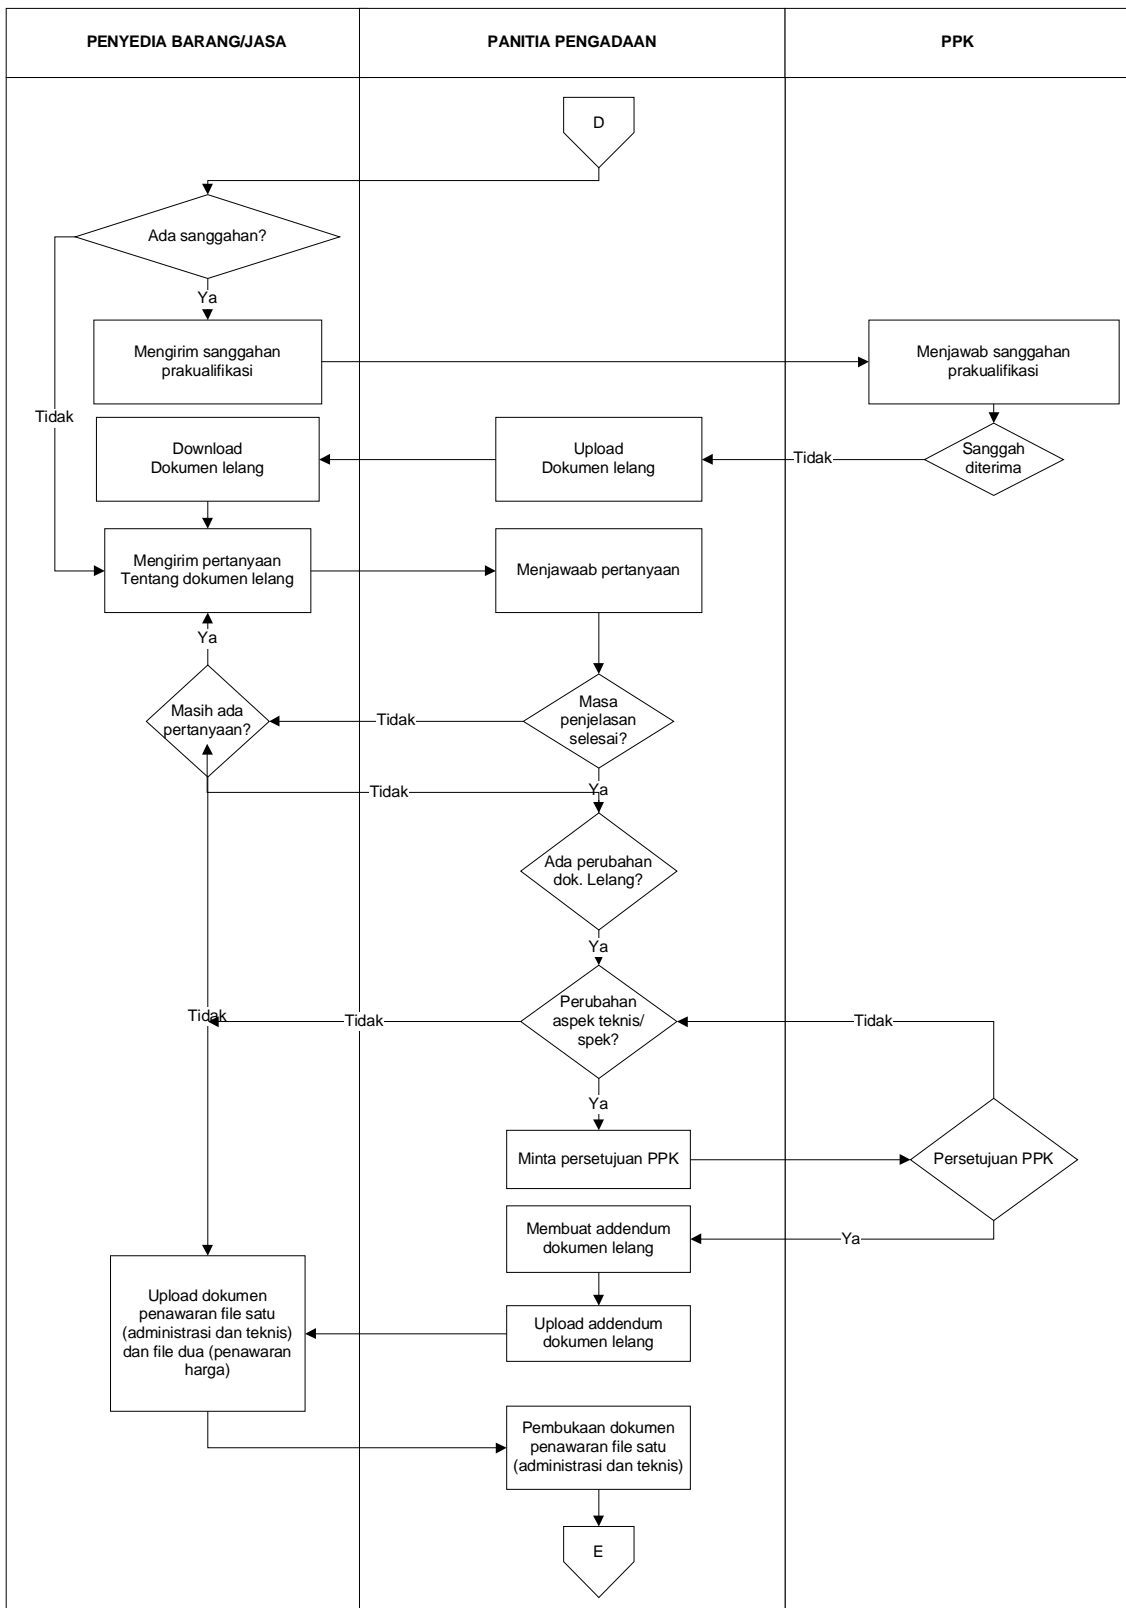 PENYEDIA BARANG/JASA
PANITIA PENGADAAN
PPK
D
Ada sanggahan?
Ya
Mengirim sanggahan
prakualifikasi
Menjawab sanggahan
prakualifikasi
Tidak
Download
Dokumen lelang
Upload
Dokumen lelang
Tidak
Sanggah
diterima
Mengirim pertanyaan
Tentang dokumen lelang
Menjawaab pertanyaan
Ya
Masih ada
pertanyaan?
Tidak
Masa
penjelasan
selesai?
Tidak
Ya
Ada perubahan
dok. Lelang?
Ya
Tidak
Tidak
Perubahan
aspek teknis/
spek?
Tidak
Ya
Minta persetujuan PPK
Persetujuan PPK
Membuat addendum
dokumen lelang
Ya
Upload dokumen
penawaran file satu
(administrasi dan teknis)
dan file dua (penawaran
harga)
Upload addendum
dokumen lelang
Pembukaan dokumen
penawaran file satu
(administrasi dan teknis)
E